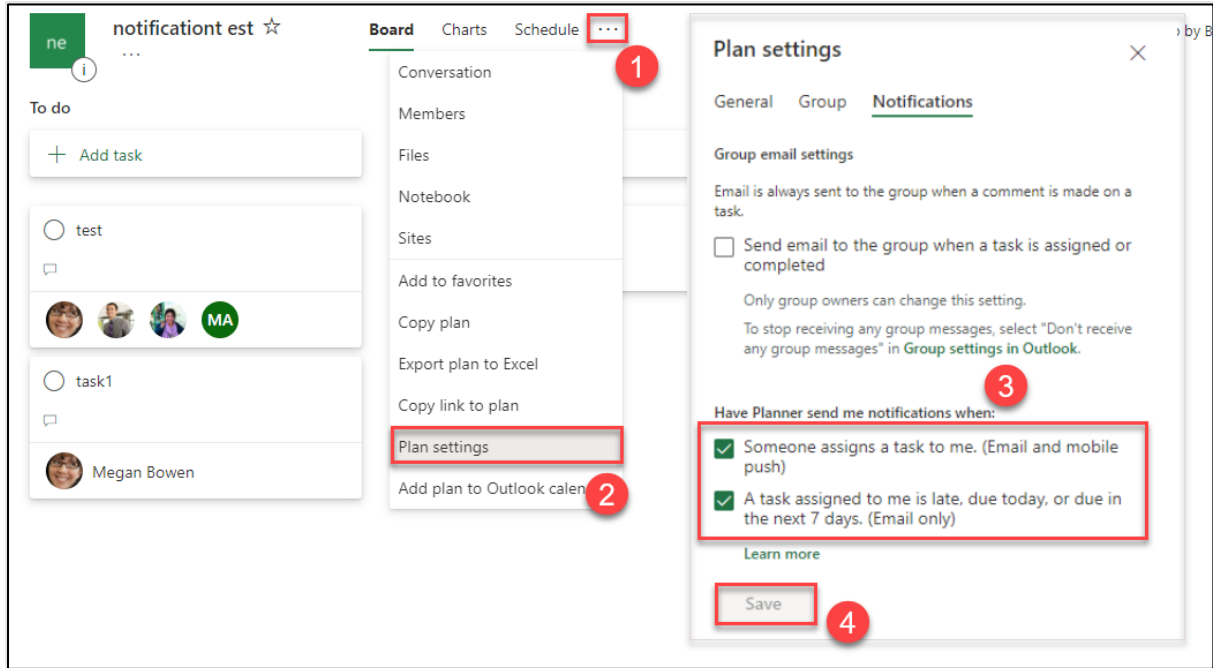 ne
notificationt est ☆
...
i
Board Charts Schedule ...
1
To do
+ Add task
test
MA
task1
Megan Bowen
Conversation
Members
Files
Notebook
Sites
Add to favorites
Copy plan
Export plan to Excel
Copy link to plan
Plan settings
Add plan to Outlook calen
2
by B
Plan settings
General Group Notifications
Group email settings
Email is always sent to the group when a comment is made on a
task.
Send email to the group when a task is assigned or
completed
Only group owners can change this setting.
To stop receiving any group messages, select "Don't receive
any group messages" in Group settings in Outlook.
3
Have Planner send me notifications when:
Someone assigns a task to me. (Email and mobile
push)
A task assigned to me is late, due today, or due in
the next 7 days. (Email only)
Learn more
Save
4